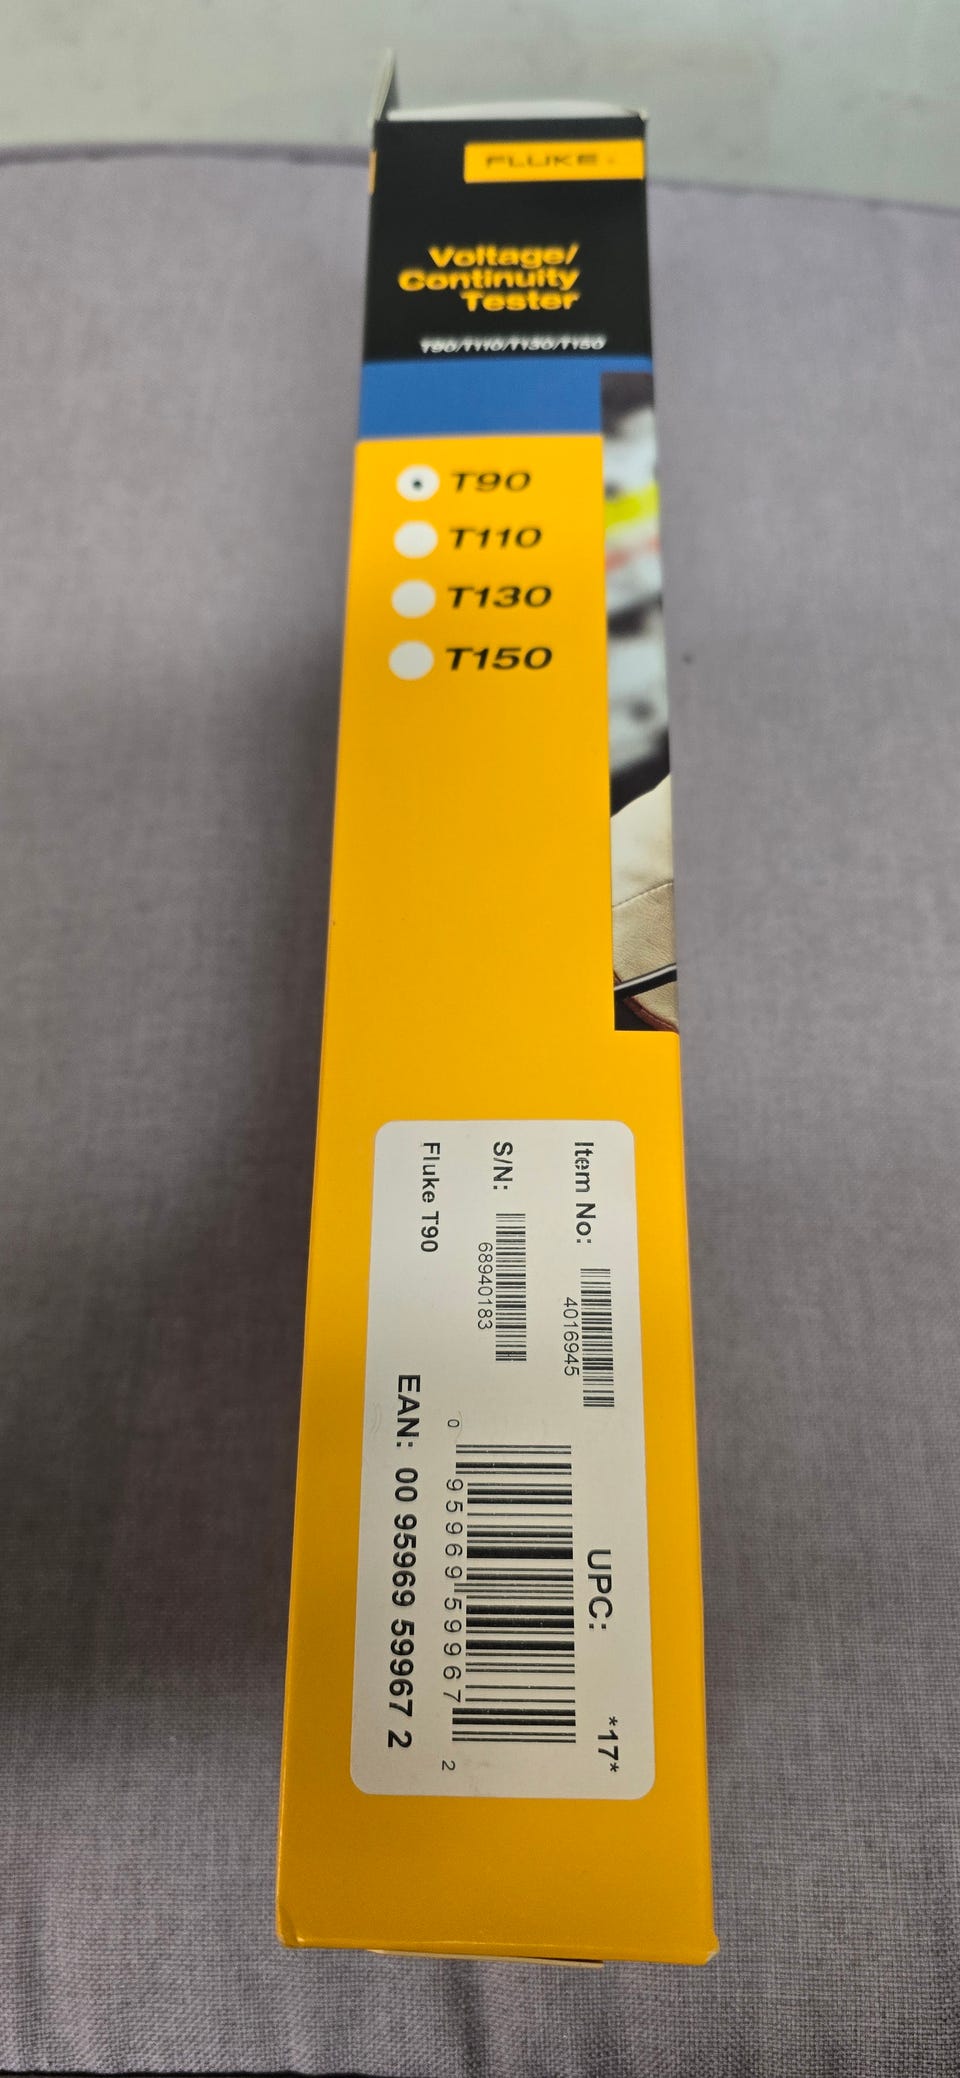 FLUKE
Voltage/
Continuity
Tester
T90/T110/T130/T150
T90
T110
T130
T150
Item No:
4016945
S/N:
68940183
Fluke T90
UPC:
*17*
0 95969 59967 2
EAN: 00 95969 59967 2